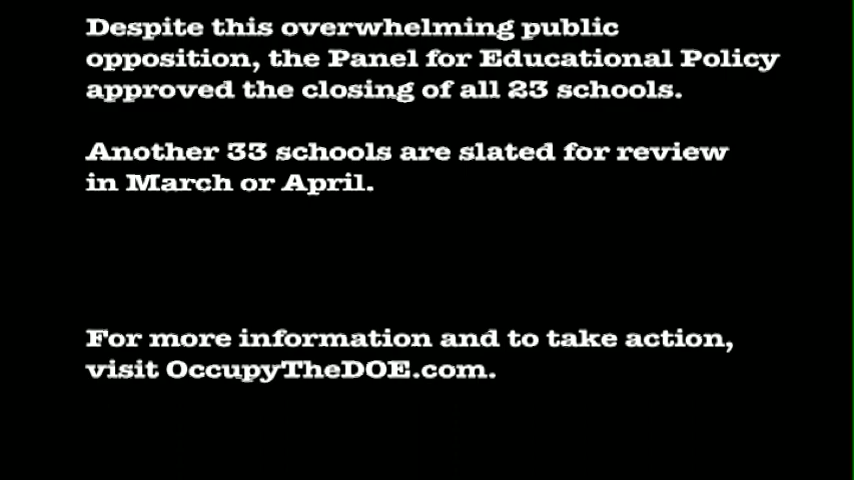 Despite this overwhelming public
opposition, the Panel for Educational Policy
approved the closing of all 23 schools.
Another 33 schools are slated for review
in March or April.
For more information and to take action,
visit OccupyTheDOE.com.